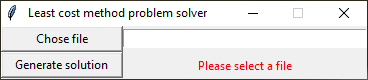 Least cost method problem solver
Chose file
Generate solution
Please select a file